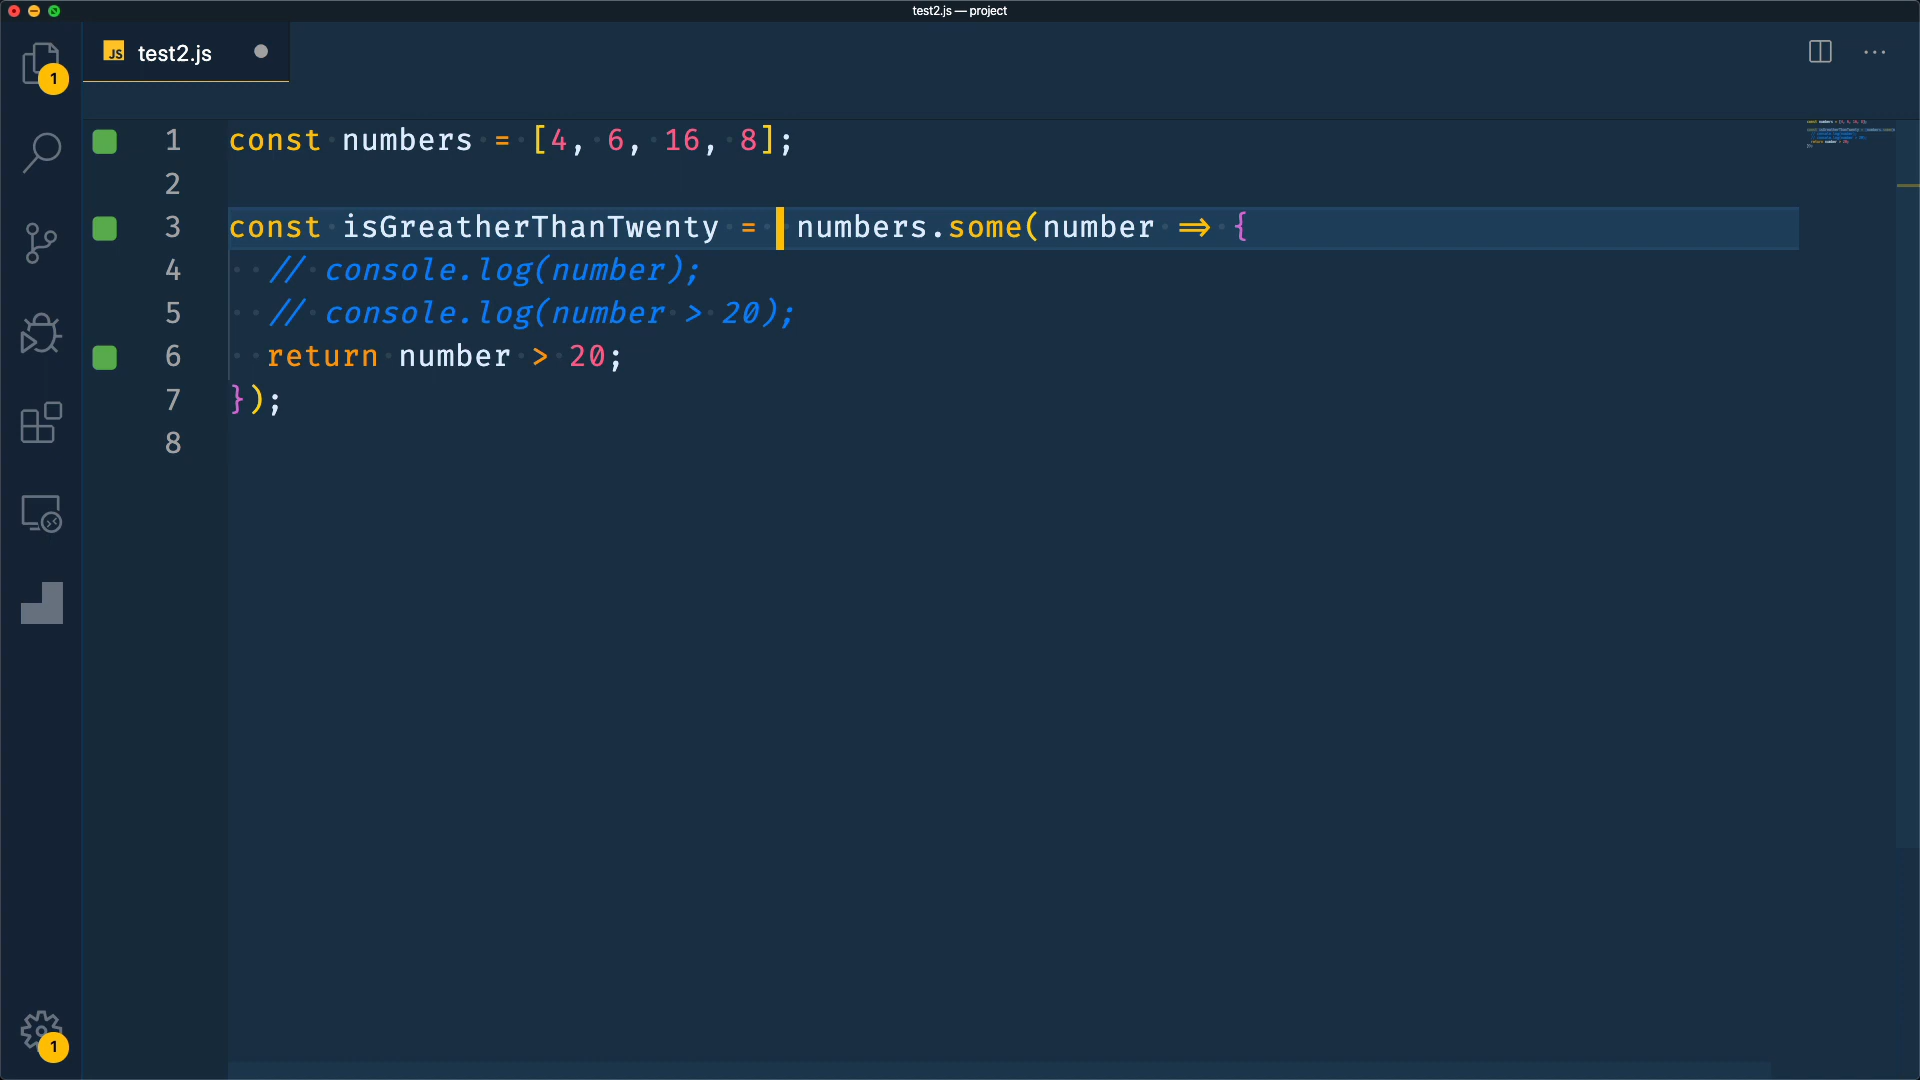 test2.js — project
JS test2.js
1
1 const numbers = [4, 6, 16, 8];
2
3 const isGreatherThanTwenty = numbers.some(number => {
4 // console.log(number);
5 // console.log(number > 20);
6 return number > 20;
7 });
8
1